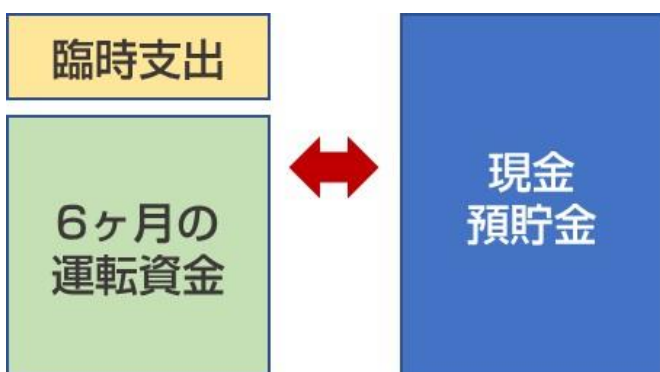 臨時支出
6ヶ月の
運転資金
現金
預貯金